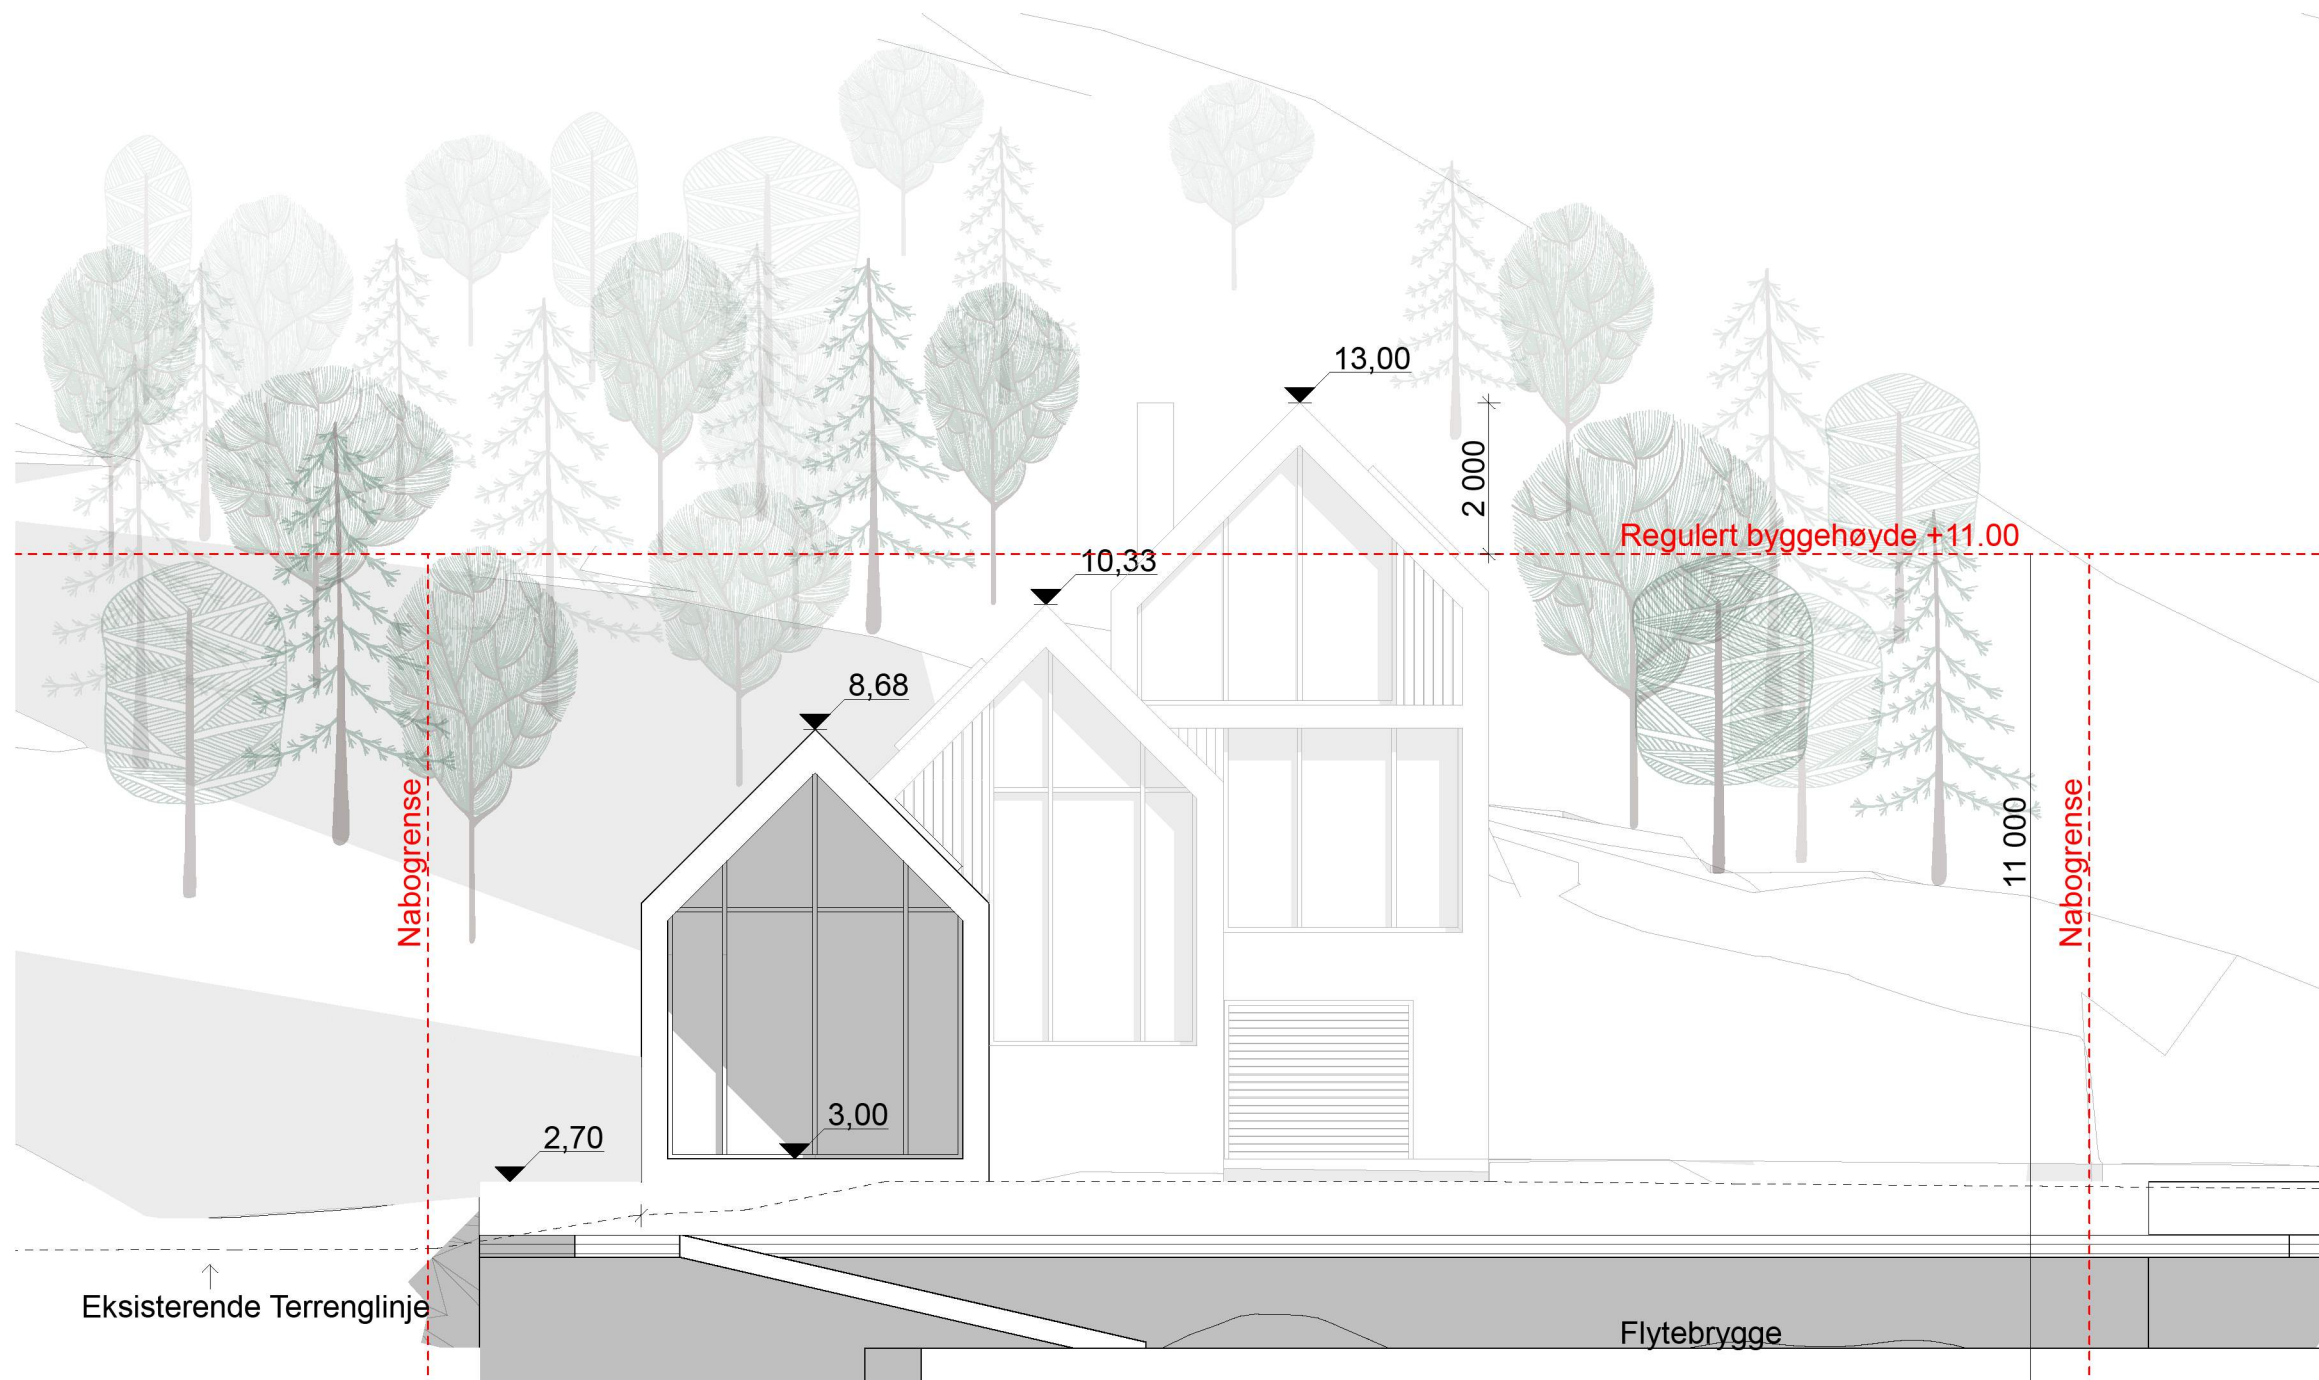 13,00
2 000
Regulert byggehøyde +11.00
10,33
8,68
Nabogrense
11 000
Nabogrense
3,00
2,70
Eksisterende Terrenglinje
Flytebrygge